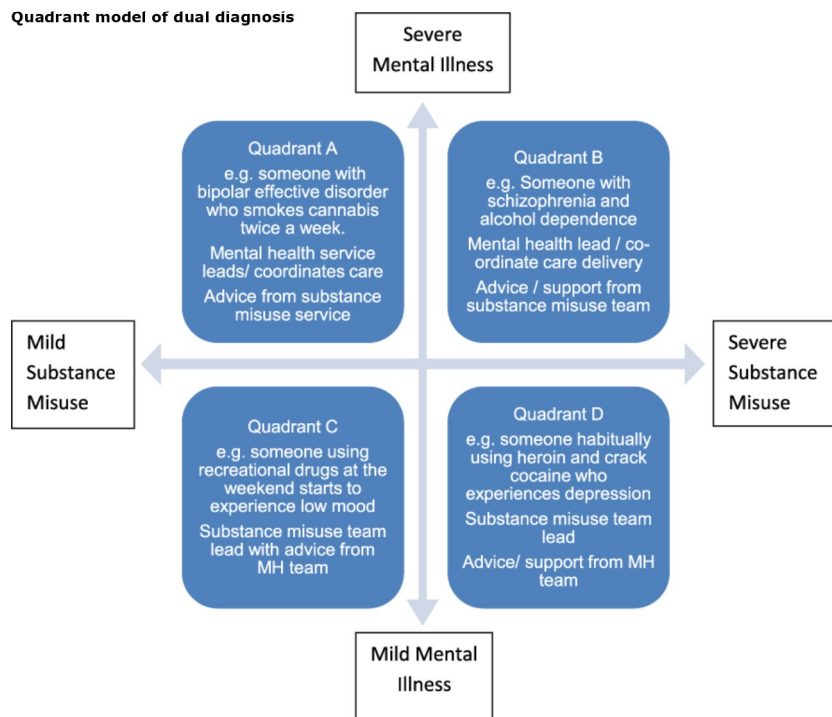 Quadrant model of dual diagnosis
Severe
Mental Illness
Quadrant A
e.g. someone with
bipolar effective disorder
who smokes cannabis
twice a week.
Mental health service
leads/ coordinates care
Advice from substance
misuse service
Quadrant B
e.g. Someone with
schizophrenia and
alcohol dependence
Mental health lead / co-
ordinate care delivery
Advice / support from
substance misuse team
Mild
Substance
Misuse
Severe
Substance
Misuse
Quadrant C
e.g. someone using
recreational drugs at the
weekend starts to
experience low mood
Substance misuse team
lead with advice from
MH team
Quadrant D
e.g. someone habitually
using heroin and crack
cocaine who
experiences depression
Substance misuse team
lead
Advice/ support from MH
team
Mild Mental
Illness